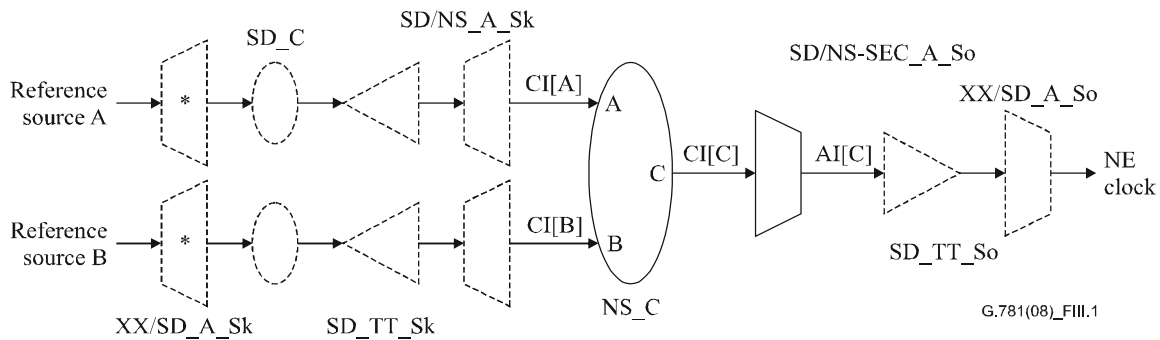 SD/NS_A_Sk
SD_C
SD/NS-SEC_A_So
XX/SD_A_So
Reference
source A
*
CI[A]
A
CI[C]
C
AI[C]
NE
clock
Reference
source B
*
CI[B]
B
SD_TT_So
NS_C
XX/SD_A_Sk
SD_TT_Sk
G.781(08)_FIII.1